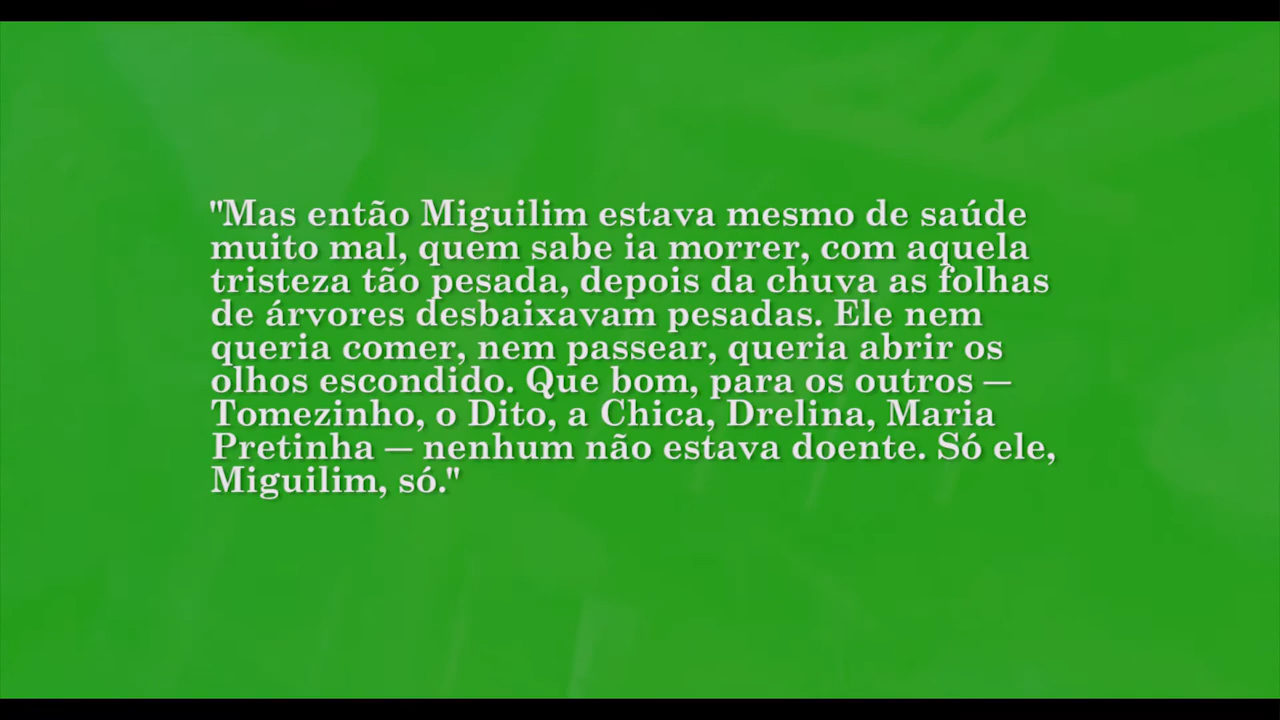 "Mas então Miguilim estava mesmo de saúde
muito mal, quem sabe ia morrer, com aquela
tristeza tão pesada, depois da chuva as folhas
de árvores desbaixavam pesadas. Ele nem
queria comer, nem passear, queria abrir os
olhos escondido. Que bom, para os outros —
Tomezinho, o Dito, a Chica, Drelina, Maria
Pretinha — nenhum não estava doente. Só ele,
Miguilim, só."